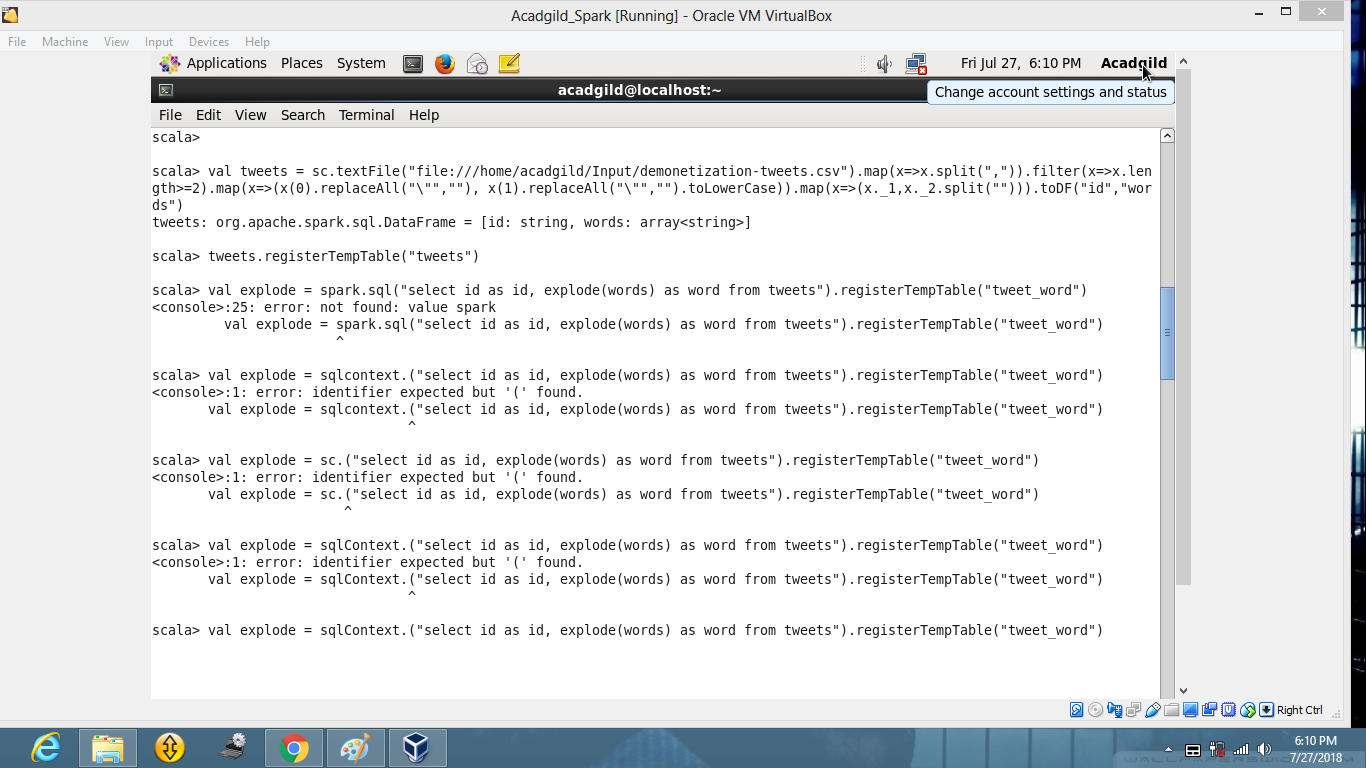 Acadgild_Spark [Running] - Oracle VM VirtualBox
File Machine View Input Devices Help
Applications Places System Fri Jul 27, 6:10 PM Acadgild
acadgild@localhost:~
Change account settings and status
File Edit View Search Terminal Help
scala>
scala> val tweets = sc.textFile("file:///home/acadgild/Input/demonetization-tweets.csv").map(x=>x.split(",")).filter(x=>x.len
gth>=2).map(x=>(x(0).replaceAll("\"",""), x(1).replaceAll("\"","").toLowerCase)).map(x=>(x._1,x._2.split(""))).toDF("id","wor
ds")
tweets: org.apache.spark.sql.DataFrame = [id: string, words: array<string>]
scala> tweets.registerTempTable("tweets")
scala> val explode = spark.sql("select id as id, explode(words) as word from tweets").registerTempTable("tweet_word")
<console>:25: error: not found: value spark
val explode = spark.sql("select id as id, explode(words) as word from tweets").registerTempTable("tweet_word")
^
scala> val explode = sqlcontext.("select id as id, explode(words) as word from tweets").registerTempTable("tweet_word")
<console>:1: error: identifier expected but '(' found.
val explode = sqlcontext.("select id as id, explode(words) as word from tweets").registerTempTable("tweet_word")
^
scala> val explode = sc.("select id as id, explode(words) as word from tweets").registerTempTable("tweet_word")
<console>:1: error: identifier expected but '(' found.
val explode = sc.("select id as id, explode(words) as word from tweets").registerTempTable("tweet_word")
^
scala> val explode = sqlContext.("select id as id, explode(words) as word from tweets").registerTempTable("tweet_word")
<console>:1: error: identifier expected but '(' found.
val explode = sqlContext.("select id as id, explode(words) as word from tweets").registerTempTable("tweet_word")
^
scala> val explode = sqlContext.("select id as id, explode(words) as word from tweets").registerTempTable("tweet_word")
Right Ctrl
6:10 PM
7/27/2018